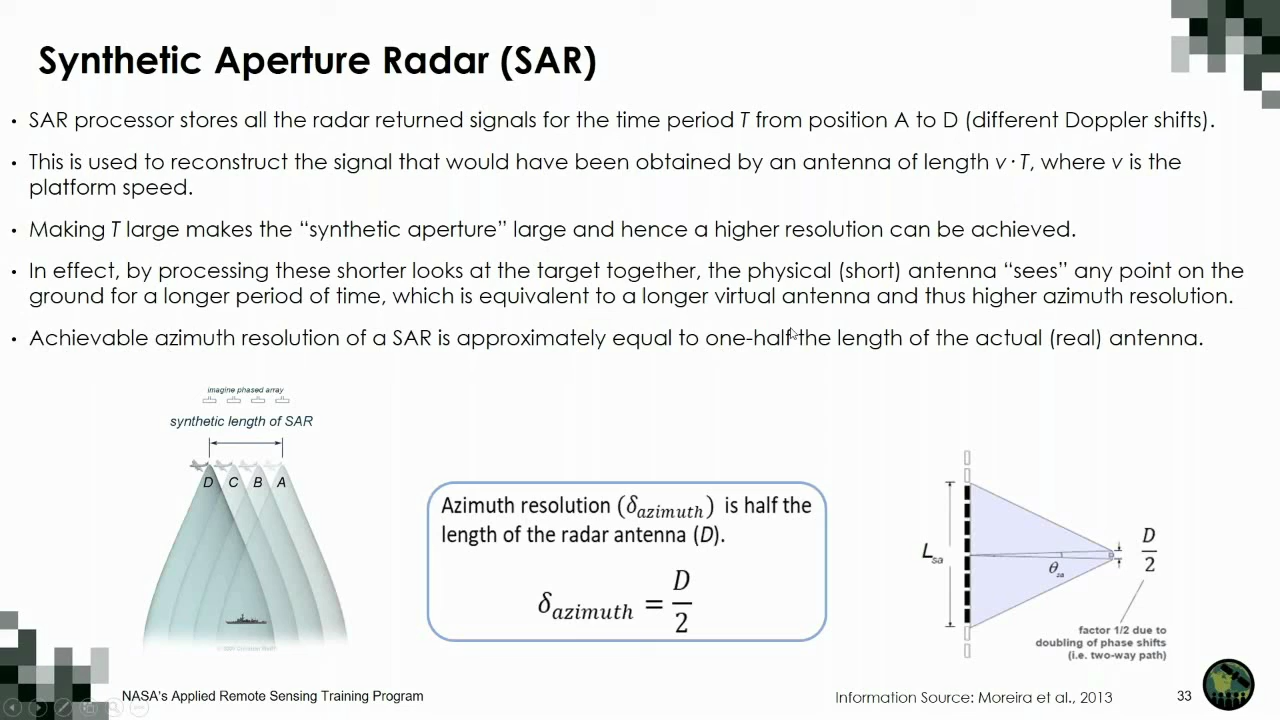 Synthetic Aperture Radar (SAR)
• SAR processor stores all the radar returned signals for the time period T from position A to D (different Doppler shifts).
• This is used to reconstruct the signal that would have been obtained by an antenna of length v · T, where v is the
platform speed.
• Making T large makes the “synthetic aperture” large and hence a higher resolution can be achieved.
• In effect, by processing these shorter looks at the target together, the physical (short) antenna “sees” any point on the
ground for a longer period of time, which is equivalent to a longer virtual antenna and thus higher azimuth resolution.
• Achievable azimuth resolution of a SAR is approximately equal to one-half the length of the actual (real) antenna.
imagine phased array
synthetic length of SAR
D C B A
Azimuth resolution (δazimuth) is half the
length of the radar antenna (D).
δazimuth = D/2
Lsa
θsa
D/2
factor 1/2 due to
doubling of phase shifts
(i.e. two-way path)
NASA's Applied Remote Sensing Training Program
Information Source: Moreira et al., 2013
33